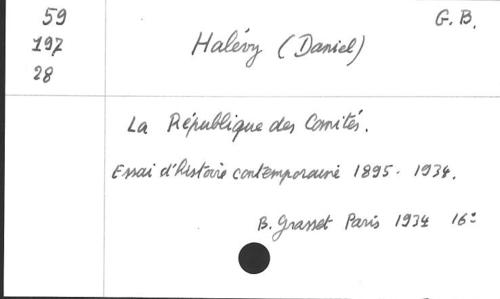 59
197
28
G. B.
Halévy (Daniel)
La République des Comités.
Essai d'histoire contemporaine 1895 - 1934.
B. Grasset Paris 1934 16°